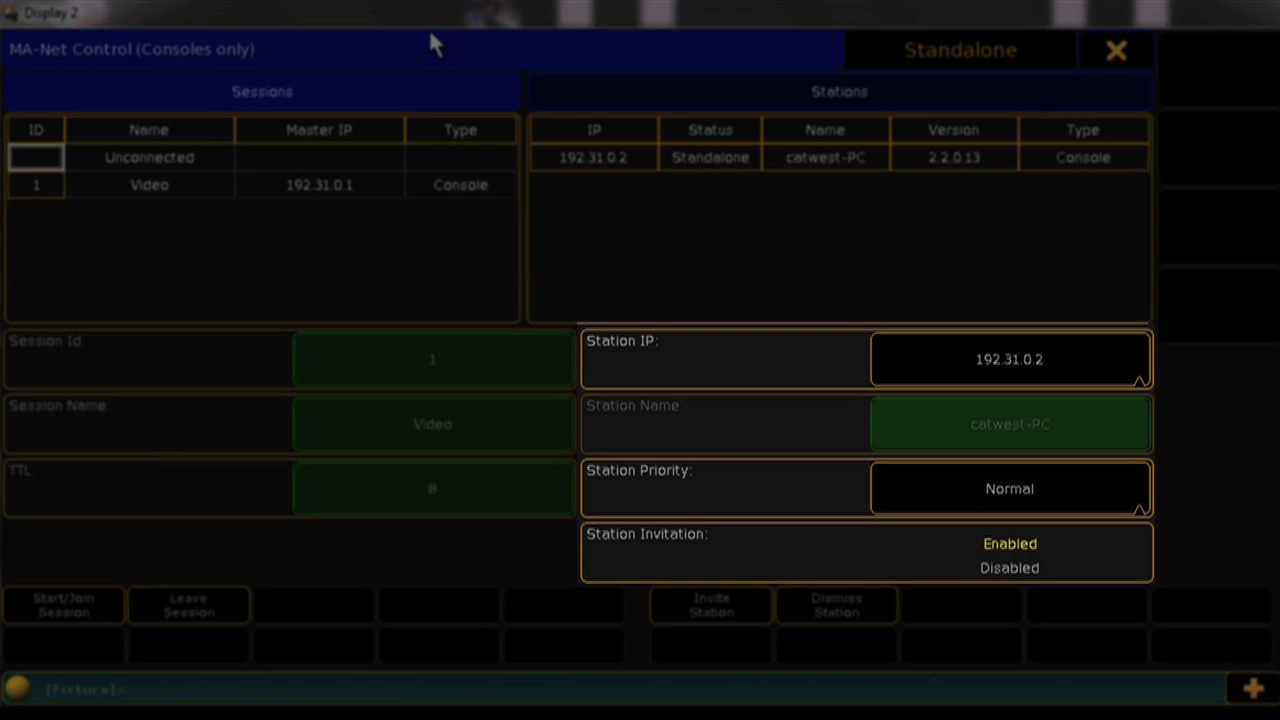 Display 2
MA-Net Control (Consoles only)
Standalone
Sessions
Stations
ID Name Master IP Type
IP Status Name Version Type
Unconnected
192.31.0.2 Standalone catwest-PC 2.2.0.13 Console
1 Video 192.31.0.1 Console
Session Id:
1
Station IP:
192.31.0.2
Session Name:
Video
Station Name:
catwest-PC
TTL:
8
Station Priority:
Normal
Station Invitation:
Enabled
Disabled
Start/Join
Session
Leave
Session
Invite
Station
Dismiss
Station
[Fixture]>